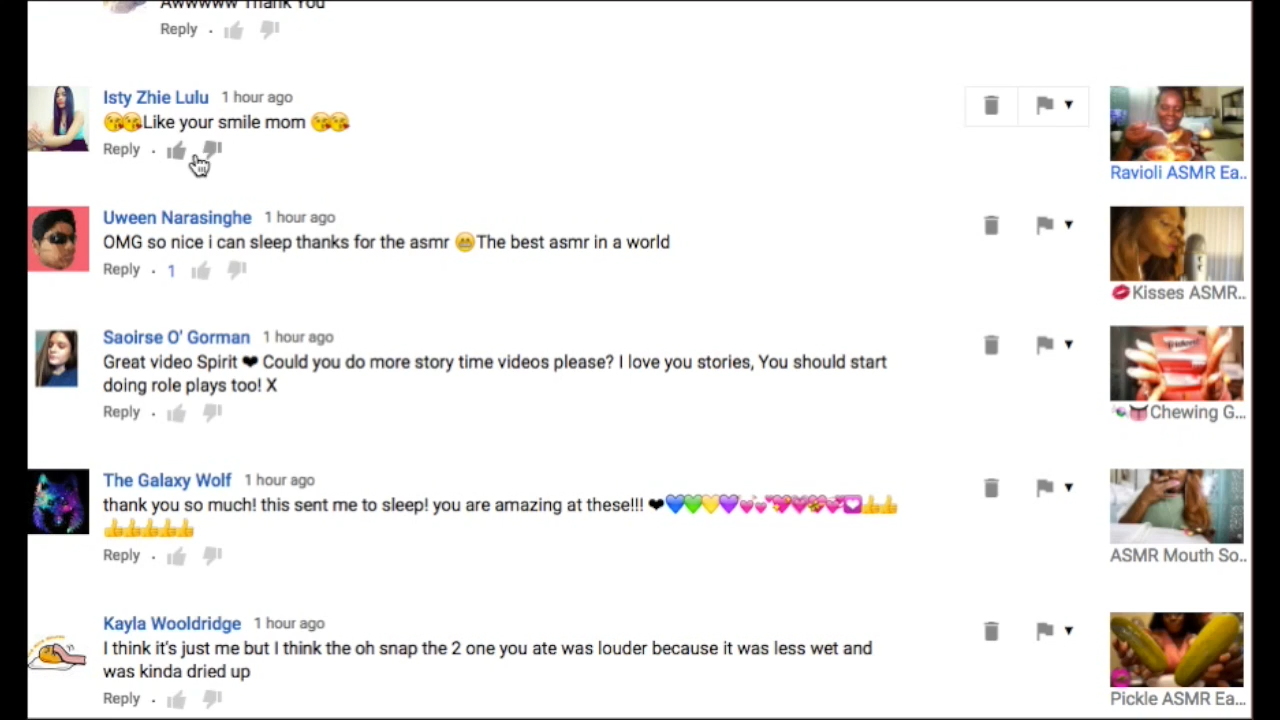 Awwwww Thank You
Reply .
Isty Zhie Lulu 1 hour ago
😘😘Like your smile mom 😘😘
Reply .
Ravioli ASMR Ea..
Uween Narasinghe 1 hour ago
OMG so nice i can sleep thanks for the asmr 😁The best asmr in a world
Reply . 1
💋Kisses ASMR..
Saoirse O' Gorman 1 hour ago
Great video Spirit ❤ Could you do more story time videos please? I love you stories, You should start
doing role plays too! X
Reply .
Trident
🍬👅Chewing G...
The Galaxy Wolf 1 hour ago
thank you so much! this sent me to sleep! you are amazing at these!!! ❤💙💚💛💜💕💞💘💗💝💞💟👍👍
👍👍👍👍👍
Reply .
ASMR Mouth So..
Kayla Wooldridge 1 hour ago
I think it's just me but I think the oh snap the 2 one you ate was louder because it was less wet and
was kinda dried up
Reply .
Pickle ASMR Ea...